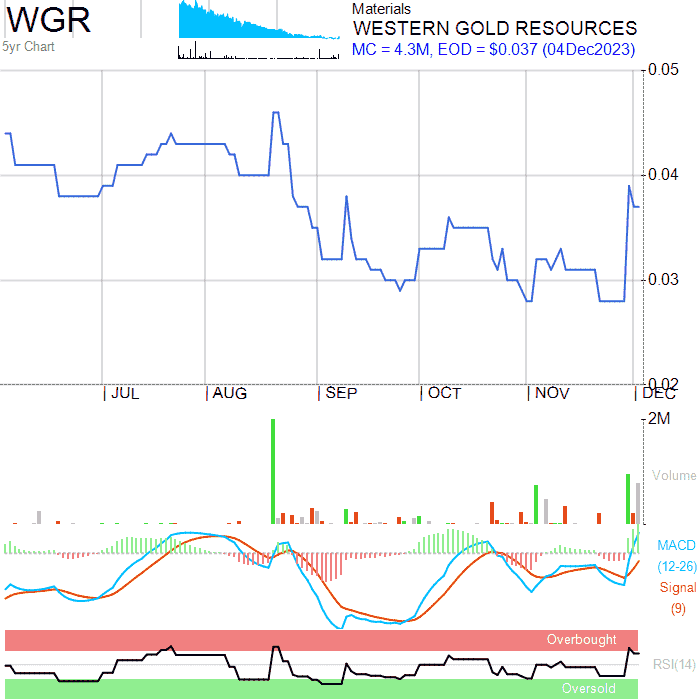 WGR
5yr Chart
Materials
WESTERN GOLD RESOURCES
MC = 4.3M, EOD = $0.037 (04Dec2023)
0.05
0.04
0.03
0.02
JUL AUG SEP OCT NOV DEC
2M
Volume
MACD
(12-26)
Signal
(9)
Overbought
RSI(14)
Oversold